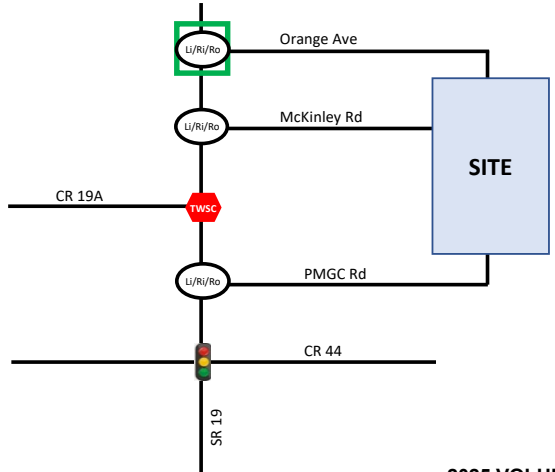 Orange Ave
Li/Ri/Ro
McKinley Rd
Li/Ri/Ro
SITE
CR 19A
TWSC
PMGC Rd
Li/Ri/Ro
CR 44
SR 19